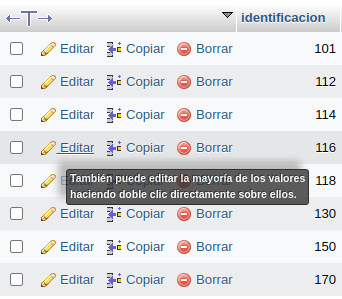 identificacion
Editar Copiar Borrar 101
Editar Copiar Borrar 112
Editar Copiar Borrar 114
Editar Copiar Borrar 116
También puede editar la mayoría de los valores
haciendo doble clic directamente sobre ellos.
118
Editar Copiar Borrar 130
Editar Copiar Borrar 150
Editar Copiar Borrar 170